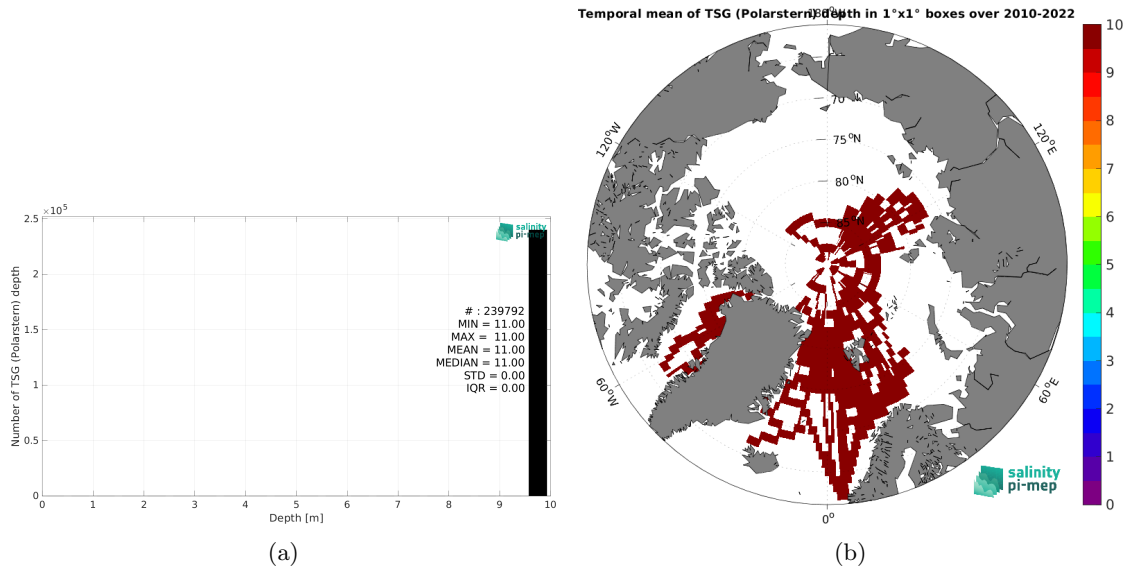 Temporal mean of TSG (Polarstern) depth in 1°x1° boxes over 2010-2022
×10⁵
2.5
2
1.5
1
0.5
0
Number of TSG (Polarstern) depth
salinity
pi-mep
# : 239792
MIN = 11.00
MAX = 11.00
MEAN = 11.00
MEDIAN = 11.00
STD = 0.00
IQR = 0.00
0 1 2 3 4 5 6 7 8 9 10
Depth [m]
(a)
180°W
120°W
120°E
70°N
75°N
80°N
85°N
60°W
60°E
0°
salinity
pi-mep
10
9
8
7
6
5
4
3
2
1
0
(b)